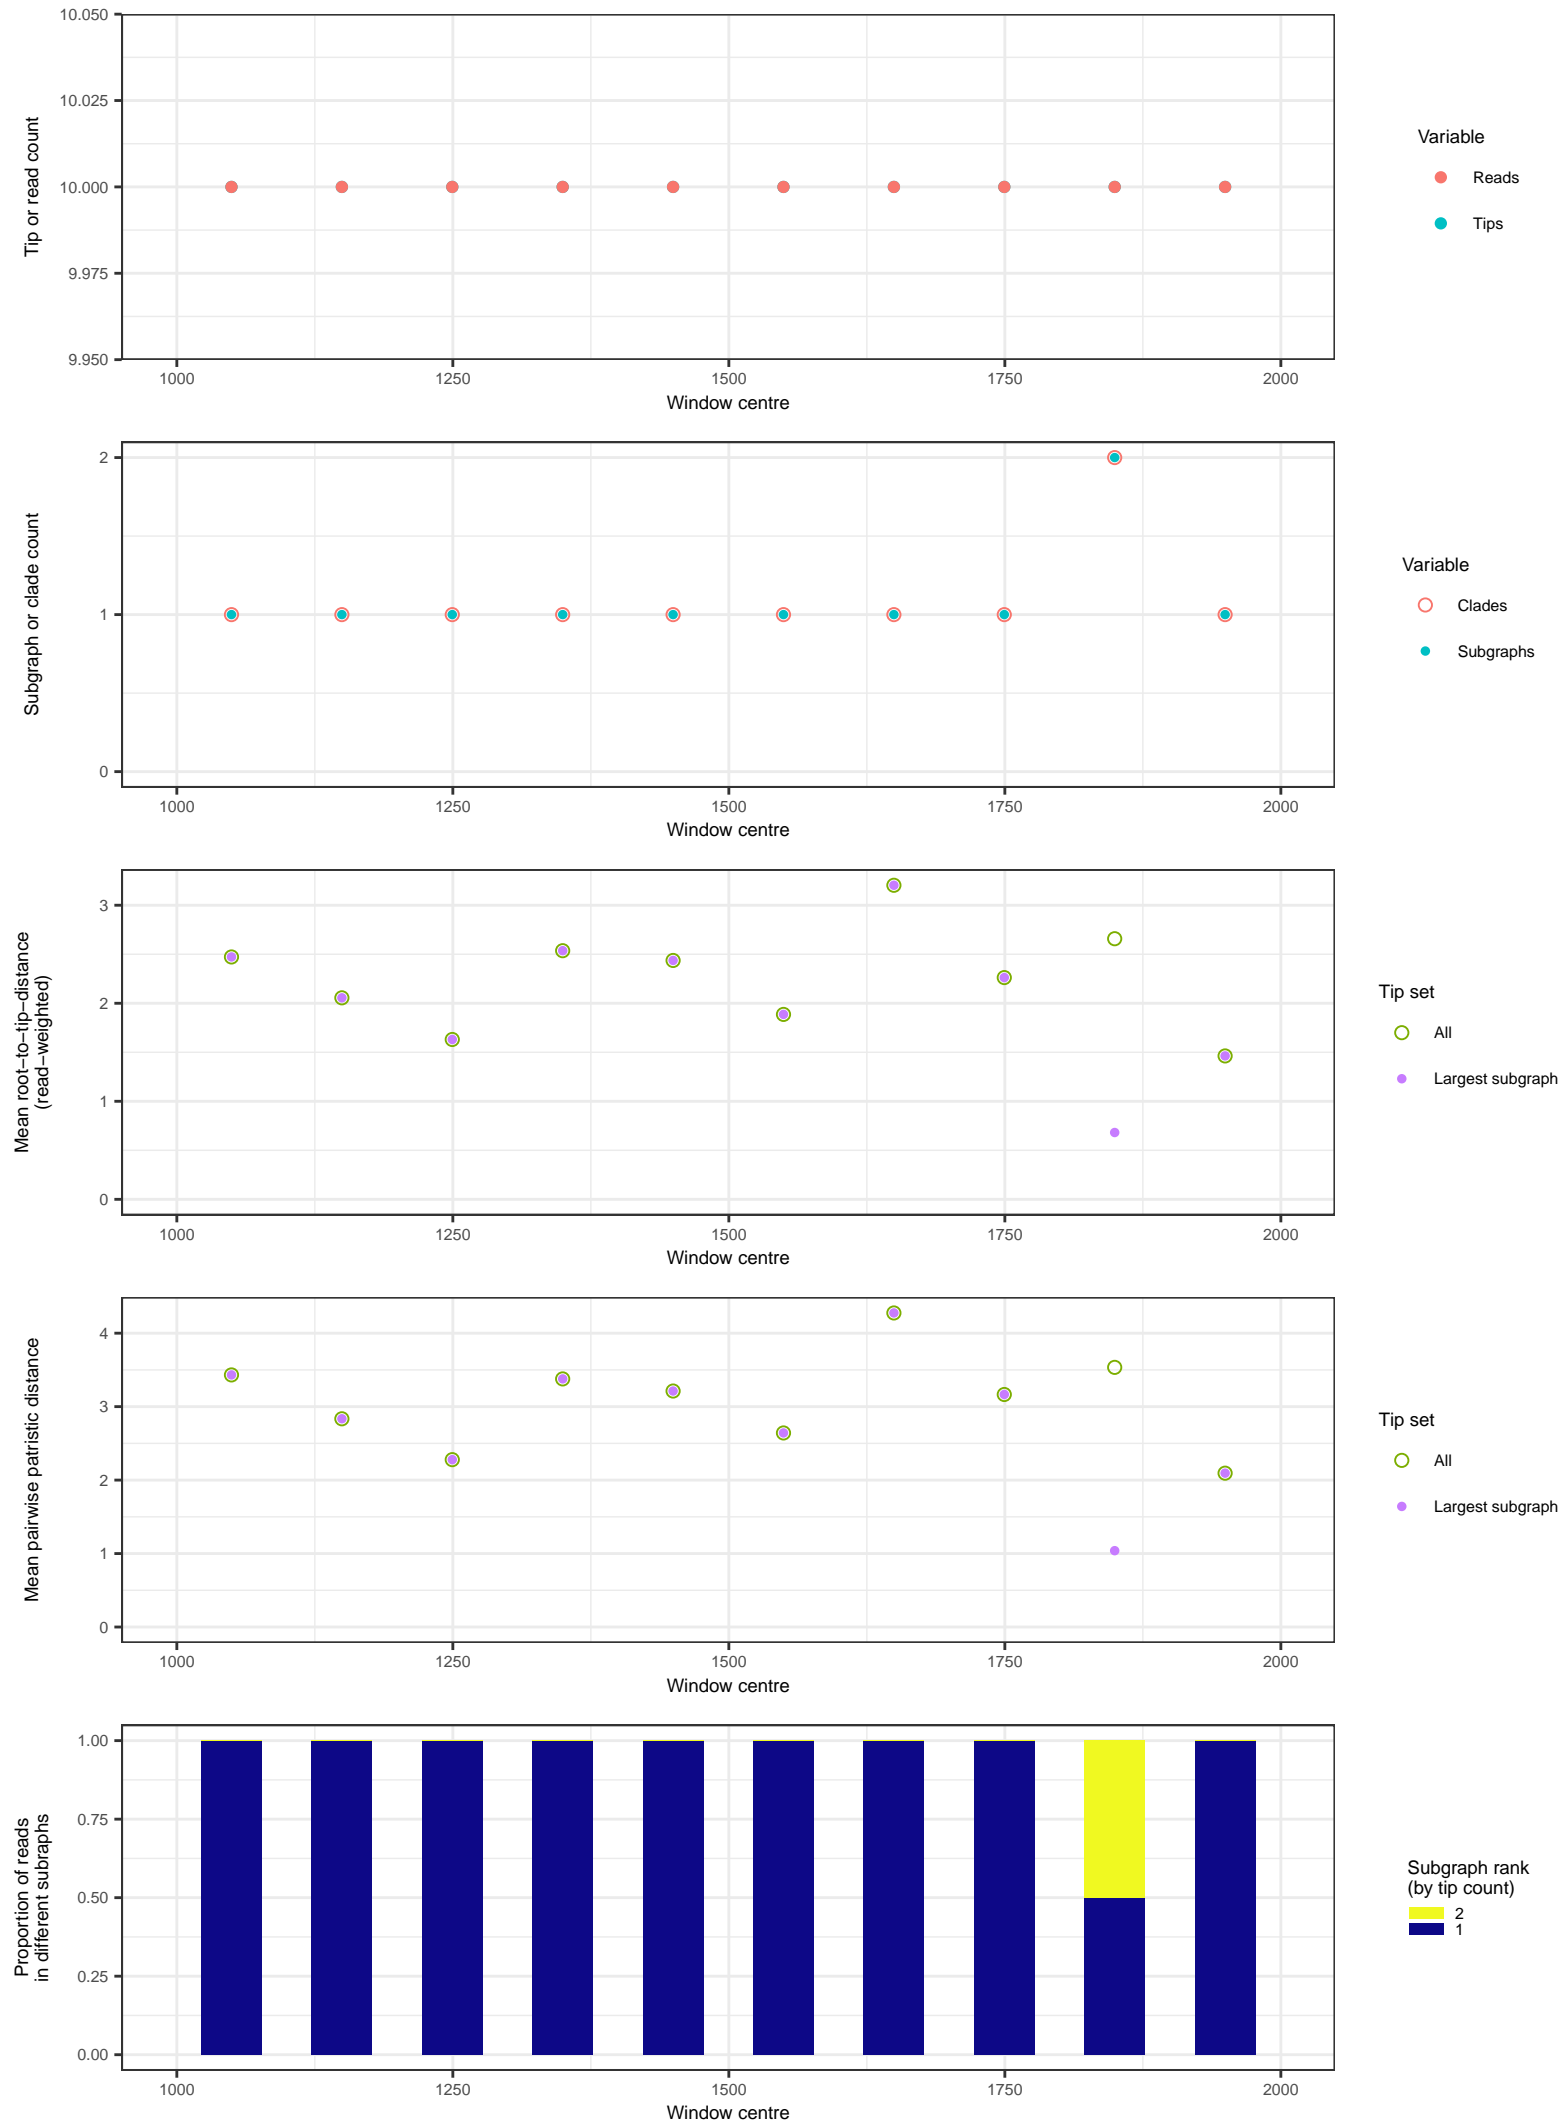 10.050
10.025
10.000
9.975
9.950
Tip or read count
1000 1250 1500 1750 2000
Window centre
Variable
Reads
Tips
2
1
0
Subgraph or clade count
1000 1250 1500 1750 2000
Window centre
Variable
Clades
Subgraphs
3
2
1
0
Mean root−to−tip−distance
(read−weighted)
1000 1250 1500 1750 2000
Window centre
Tip set
All
Largest subgraph
4
3
2
1
0
Mean pairwise patristic distance
1000 1250 1500 1750 2000
Window centre
Tip set
All
Largest subgraph
1.00
0.75
0.50
0.25
0.00
Proportion of reads
in different subraphs
1000 1250 1500 1750 2000
Window centre
Subgraph rank
(by tip count)
2
1